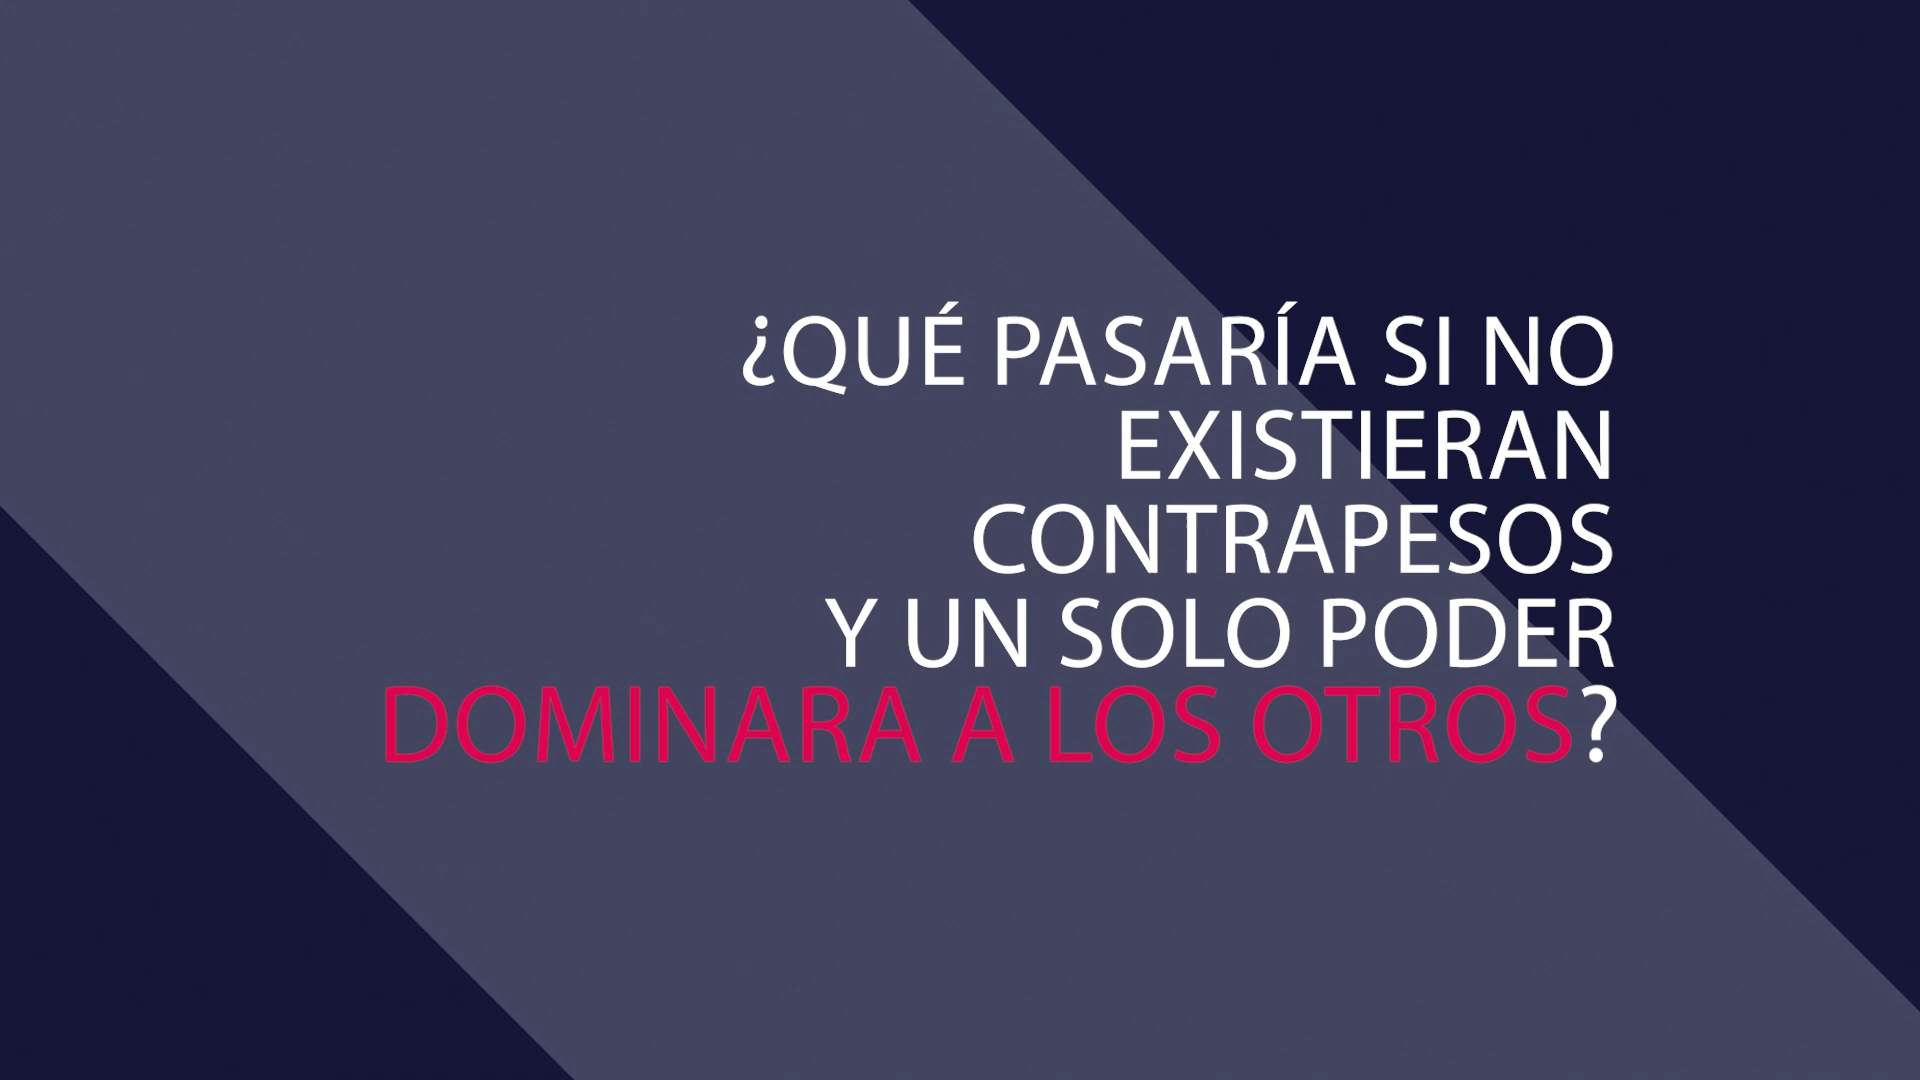 ¿QUÉ PASARÍA SI NO
EXISTIERAN
CONTRAPESOS
Y UN SOLO PODER
DOMINARA A LOS OTROS?